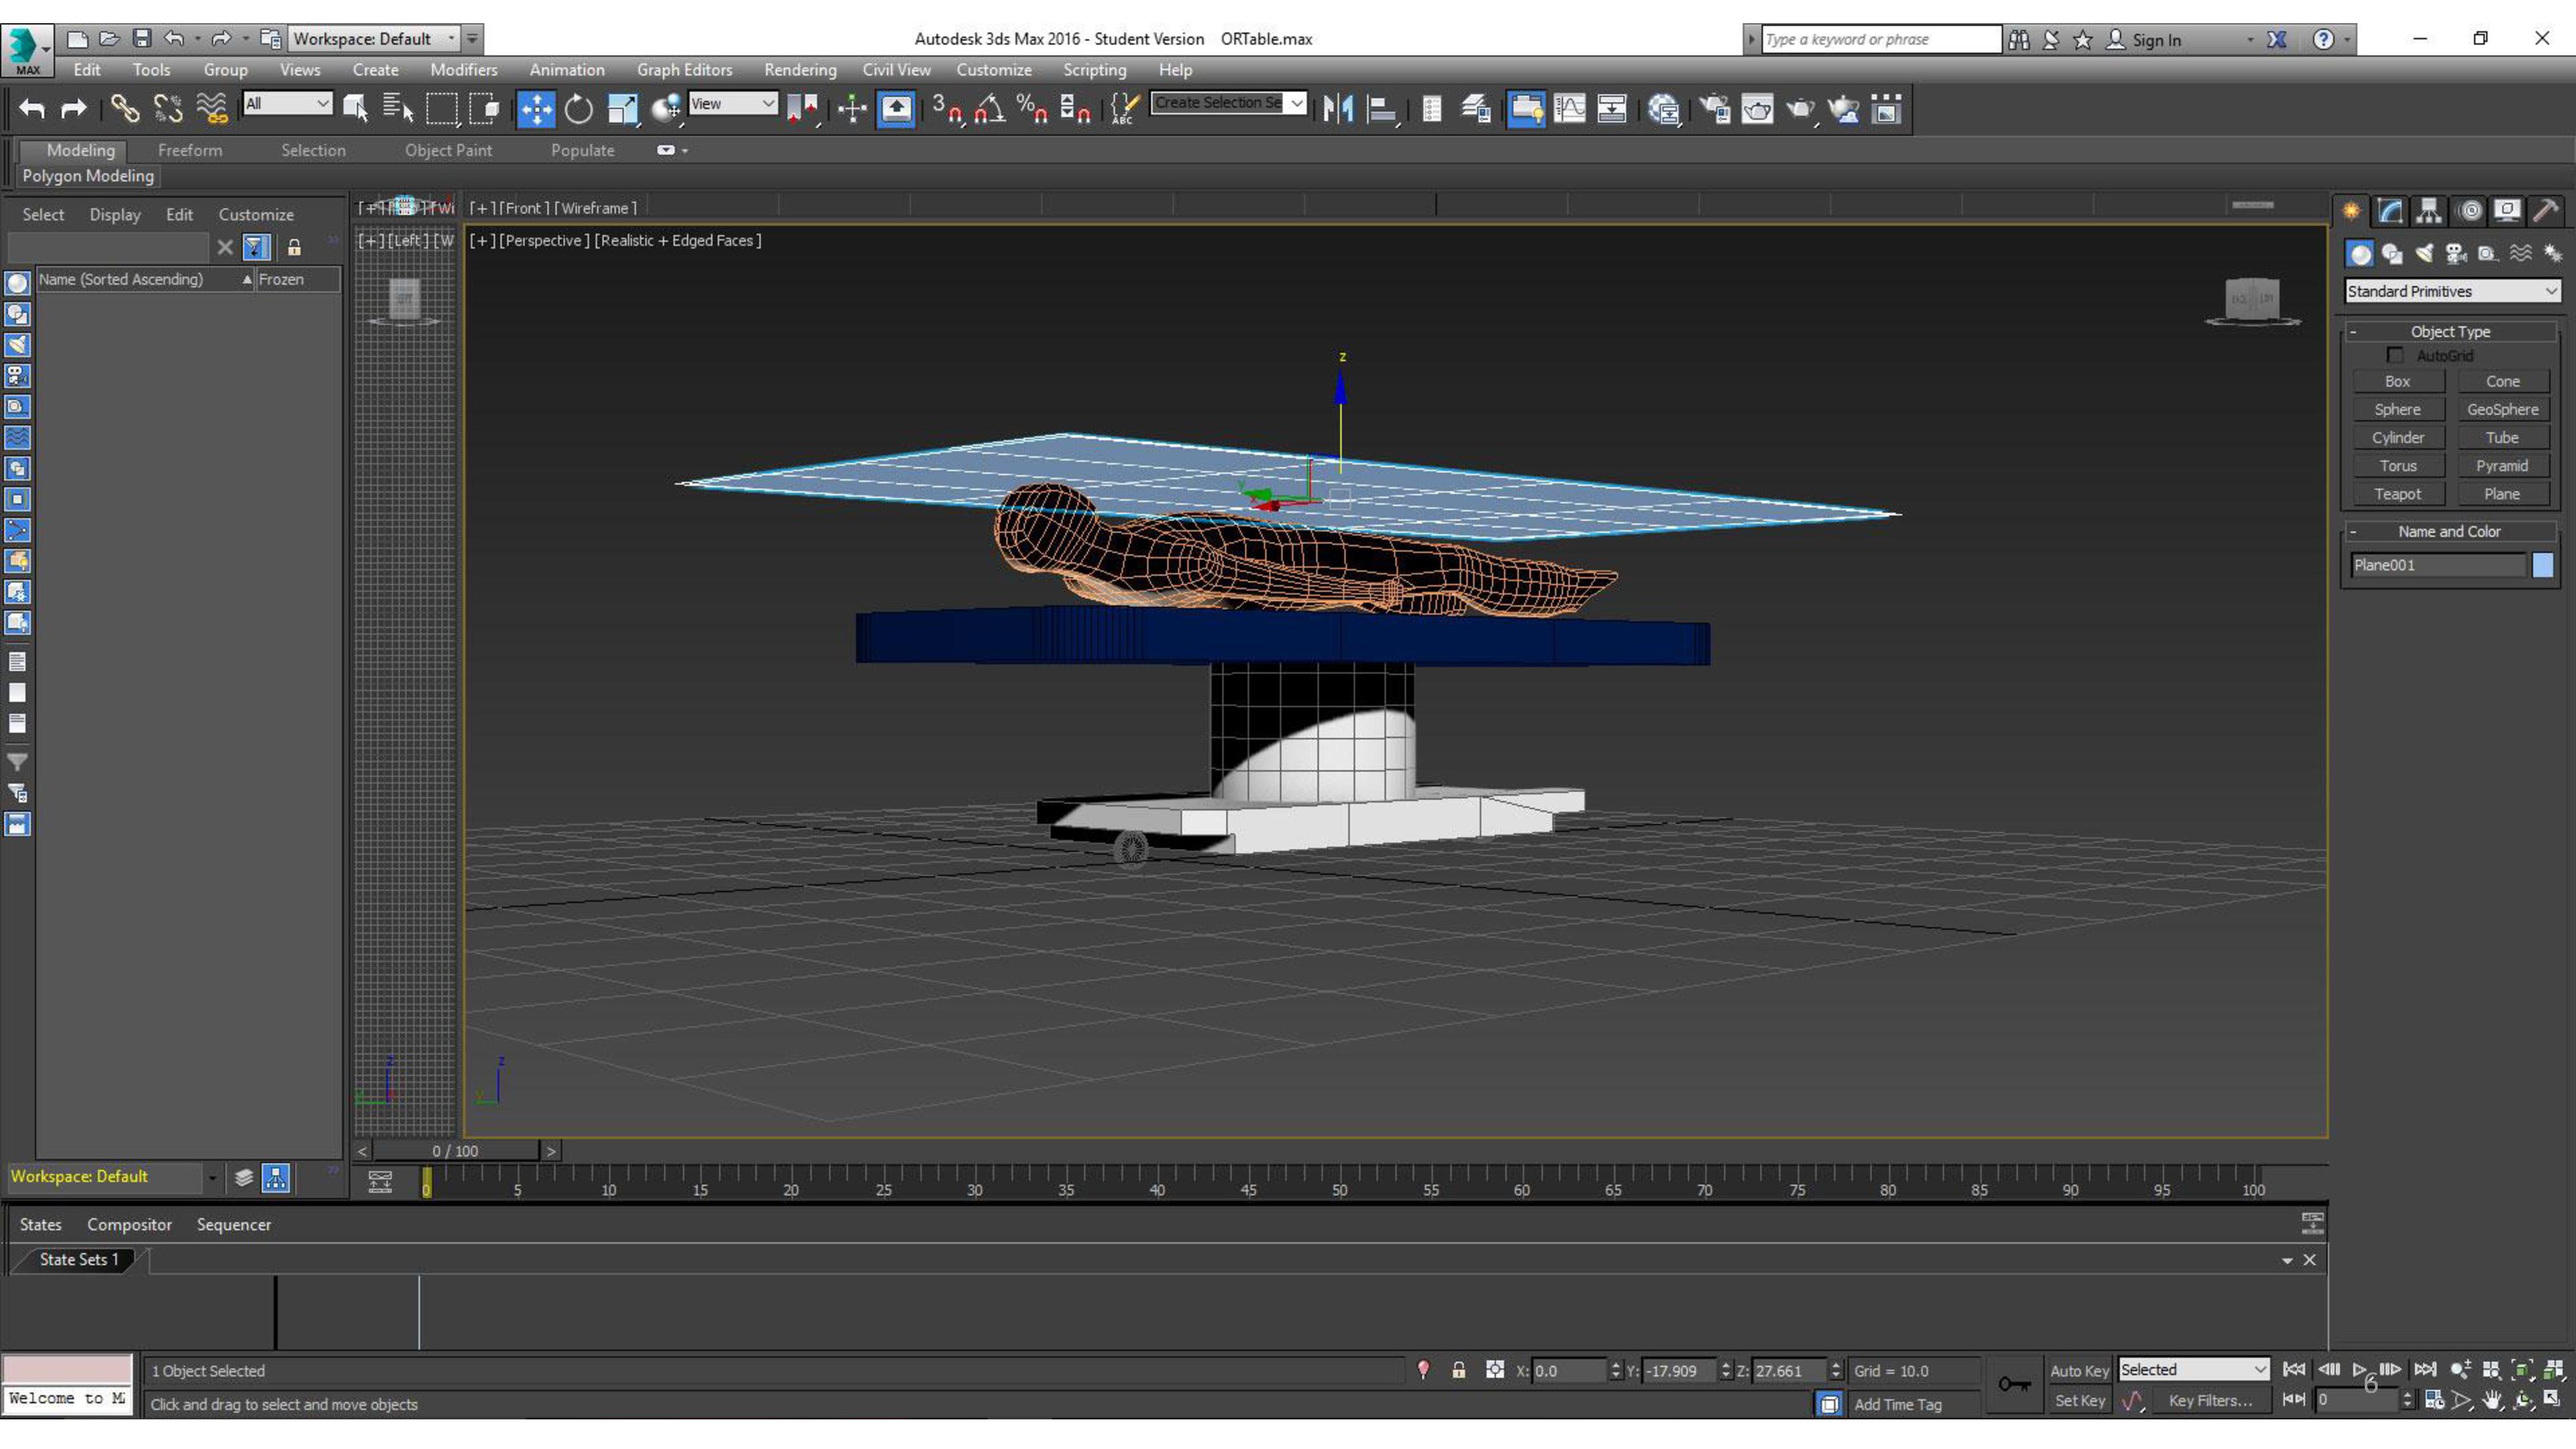 Workspace: Default
Autodesk 3ds Max 2016 - Student Version ORTable.max
Type a keyword or phrase
Sign In
MAX
Edit Tools Group Views Create Modifiers Animation Graph Editors Rendering Civil View Customize Scripting Help
All
View
Create Selection Se
ABC
Modeling Freeform Selection Object Paint Populate
Polygon Modeling
Select Display Edit Customize
[+] [Front] [Wireframe]
[+] [Left] [W
[+] [Perspective] [Realistic + Edged Faces]
Name (Sorted Ascending) Frozen
Standard Primitives
Object Type
AutoGrid
Box Cone
Sphere GeoSphere
Cylinder Tube
Torus Pyramid
Teapot Plane
Name and Color
Plane001
z
0 / 100
Workspace: Default
0 5 10 15 20 25 30 35 40 45 50 55 60 65 70 75 80 85 90 95 100
States Compositor Sequencer
State Sets 1
1 Object Selected
X: 0.0 Y: -17.909 Z: 27.661 Grid = 10.0
Auto Key Selected
Welcome to M
Click and drag to select and move objects
Add Time Tag
Set Key Key Filters... 0
6